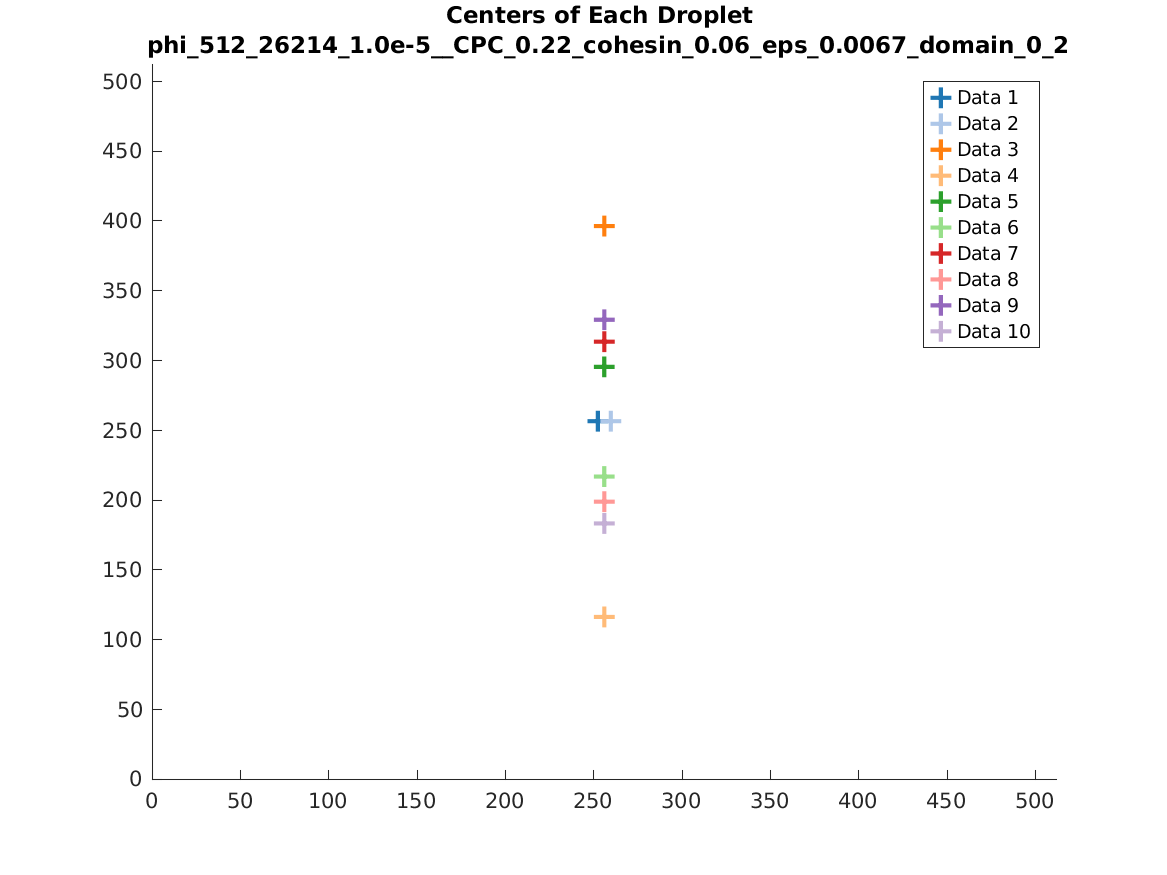 Centers of Each Droplet
phi_512_26214_1.0e-5__CPC_0.22_cohesin_0.06_eps_0.0067_domain_0_2
500
450
400
350
300
250
200
150
100
50
0
0 50 100 150 200 250 300 350 400 450 500
Data 1
Data 2
Data 3
Data 4
Data 5
Data 6
Data 7
Data 8
Data 9
Data 10